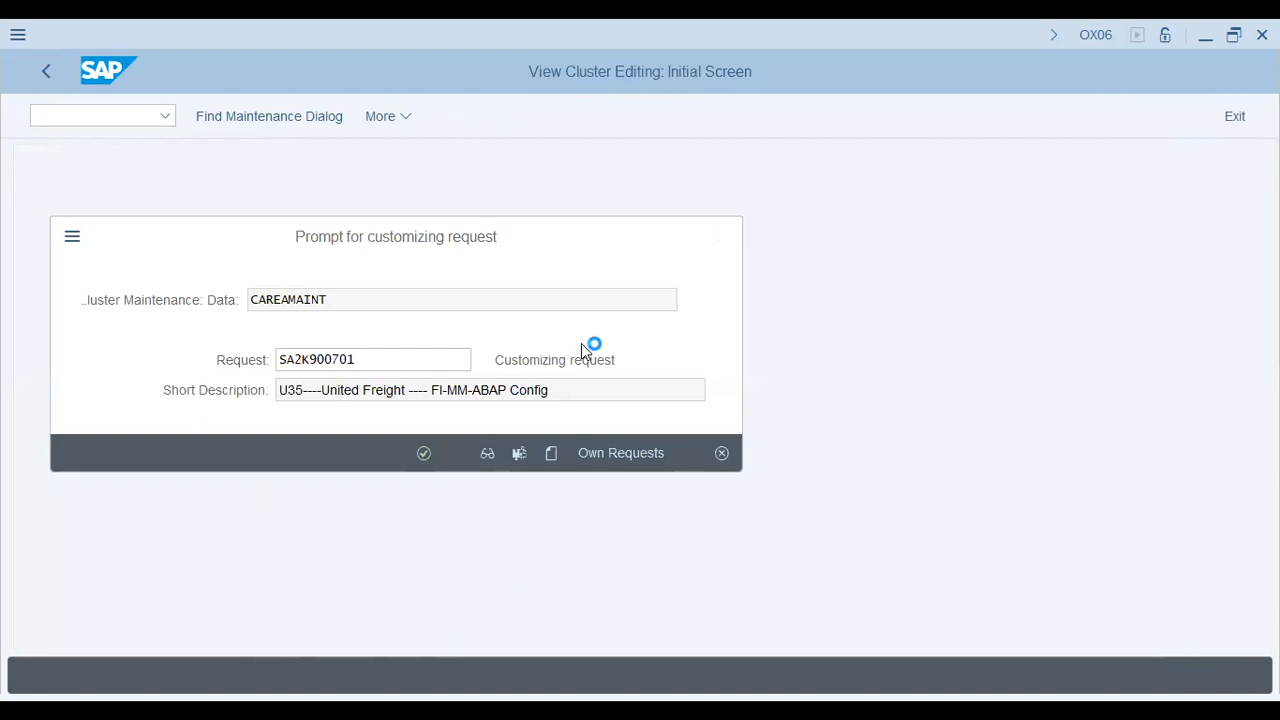 OX06
SAP
View Cluster Editing: Initial Screen
Find Maintenance Dialog
More
Exit
Prompt for customizing request
...luster Maintenance: Data:
CAREAMAINT
Request:
SA2K900701
Customizing request
Short Description:
U35----United Freight ---- FI-MM-ABAP Config
Own Requests